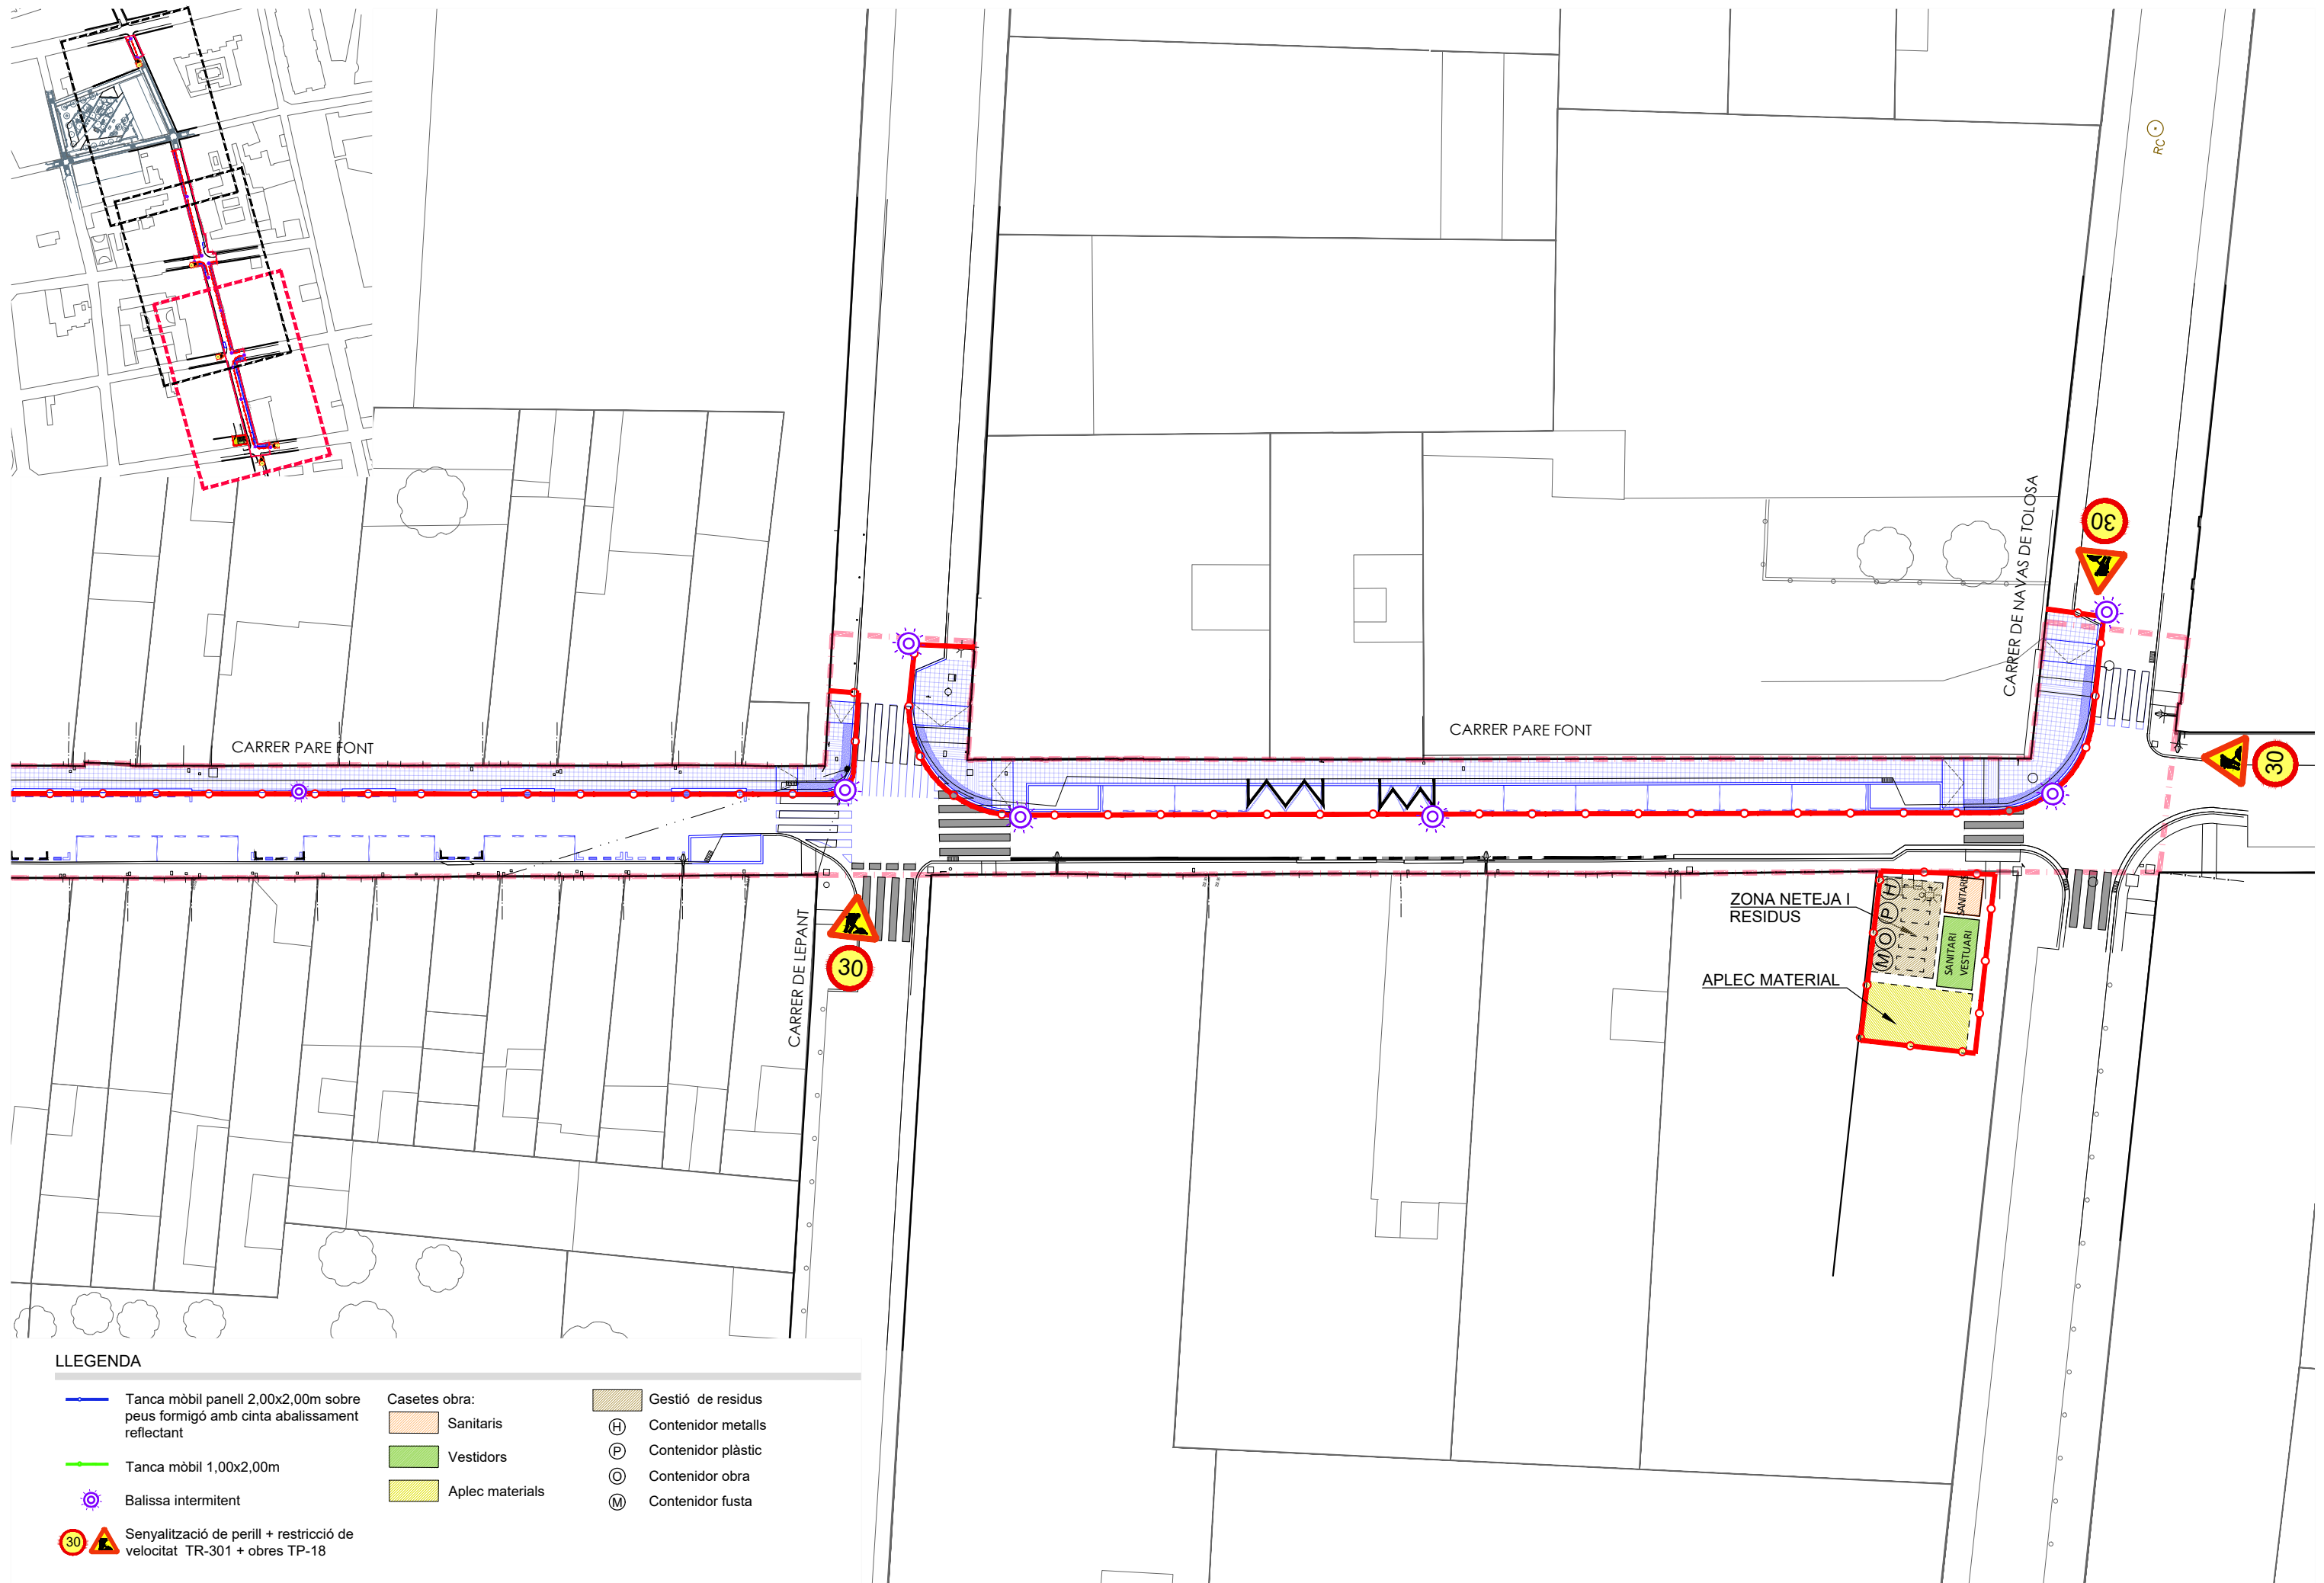 RC
30
CARRER DE NAVAS DE TOLOSA
CARRER PARE FONT
CARRER PARE FONT
30
ZONA NETEJA I
RESIDUS
H
P
O
M
SANITARIS
SANITARI
VESTUARI
APLEC MATERIAL
CARRER DE LEPANT
30
LLEGENDA
Tanca mòbil panell 2,00x2,00m sobre
peus formigó amb cinta abalissament
reflectant
Tanca mòbil 1,00x2,00m
Balissa intermitent
30
Senyalització de perill + restricció de
velocitat TR-301 + obres TP-18
Casetes obra:
Sanitaris
Vestidors
Aplec materials
Gestió de residus
H Contenidor metalls
P Contenidor plàstic
O Contenidor obra
M Contenidor fusta